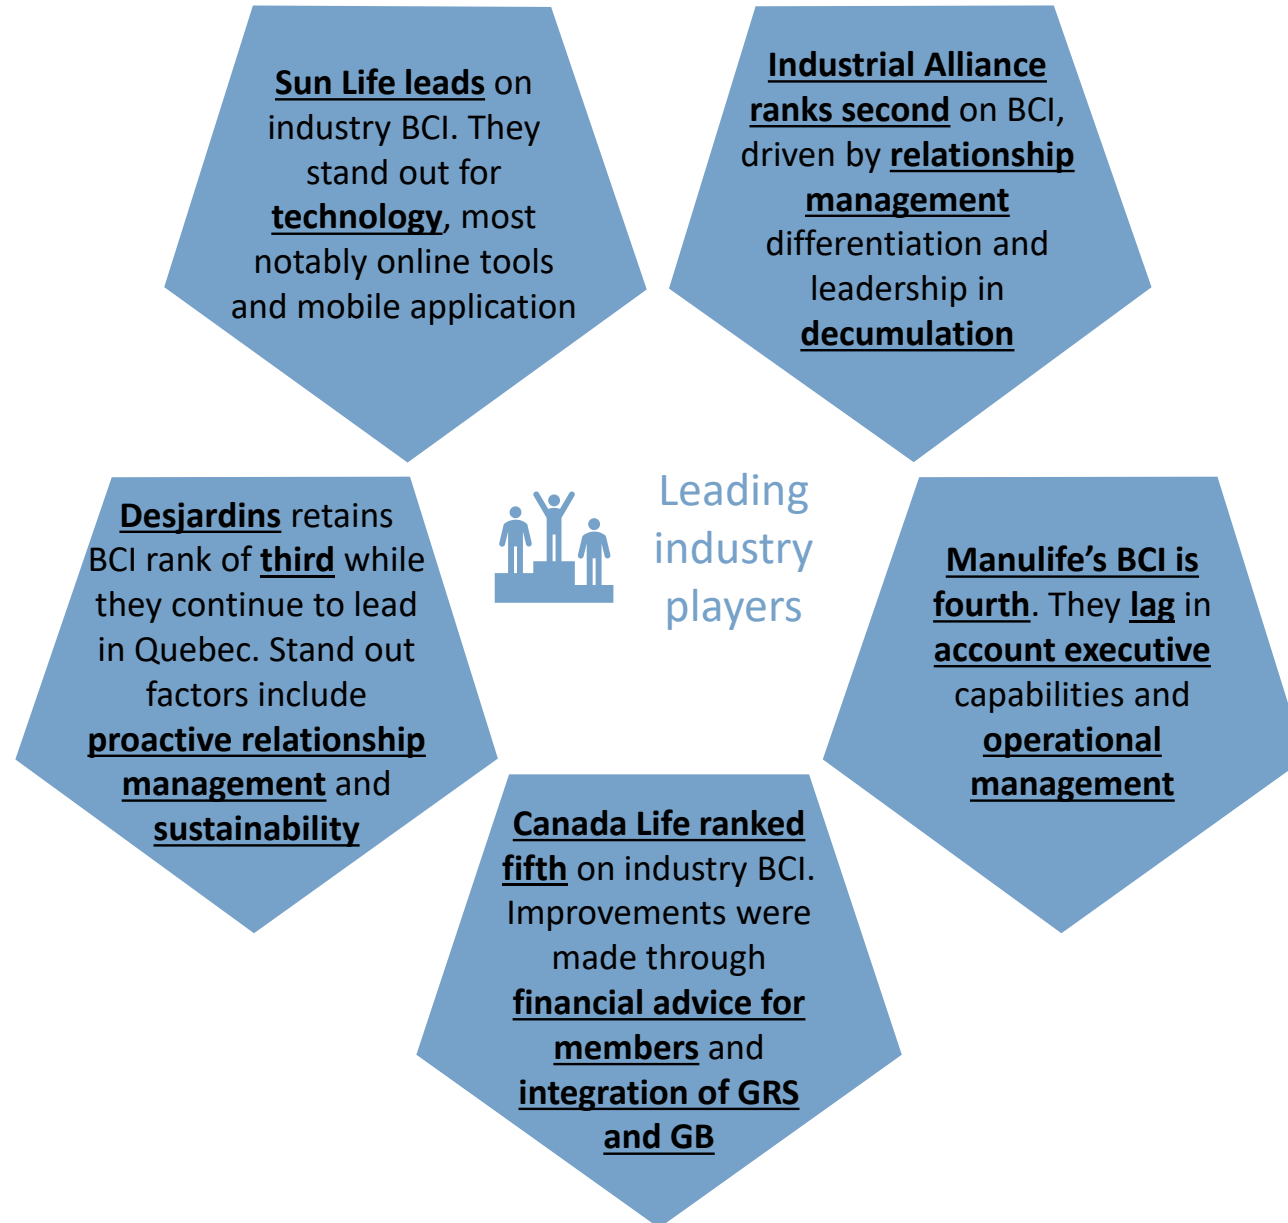 Sun Life leads on
industry BCI. They
stand out for
technology, most
notably online tools
and mobile application
Industrial Alliance
ranks second on BCI,
driven by relationship
management
differentiation and
leadership in
decumulation
Leading
industry
players
Desjardins retains
BCI rank of third while
they continue to lead
in Quebec. Stand out
factors include
proactive relationship
management and
sustainability
Manulife’s BCI is
fourth. They lag in
account executive
capabilities and
operational
management
Canada Life ranked
fifth on industry BCI.
Improvements were
made through
financial advice for
members and
integration of GRS
and GB